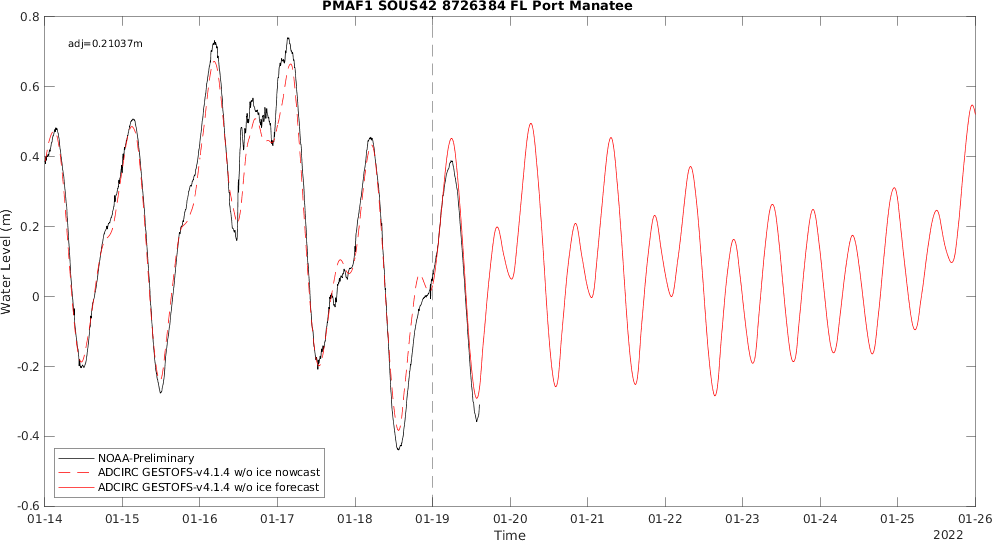 PMAF1 SOUS42 8726384 FL Port Manatee
adj=0.21037m
0.8
0.6
0.4
0.2
0
-0.2
-0.4
-0.6
Water Level (m)
NOAA-Preliminary
ADCIRC GESTOFS-v4.1.4 w/o ice nowcast
ADCIRC GESTOFS-v4.1.4 w/o ice forecast
01-14 01-15 01-16 01-17 01-18 01-19 01-20 01-21 01-22 01-23 01-24 01-25 01-26
Time
2022